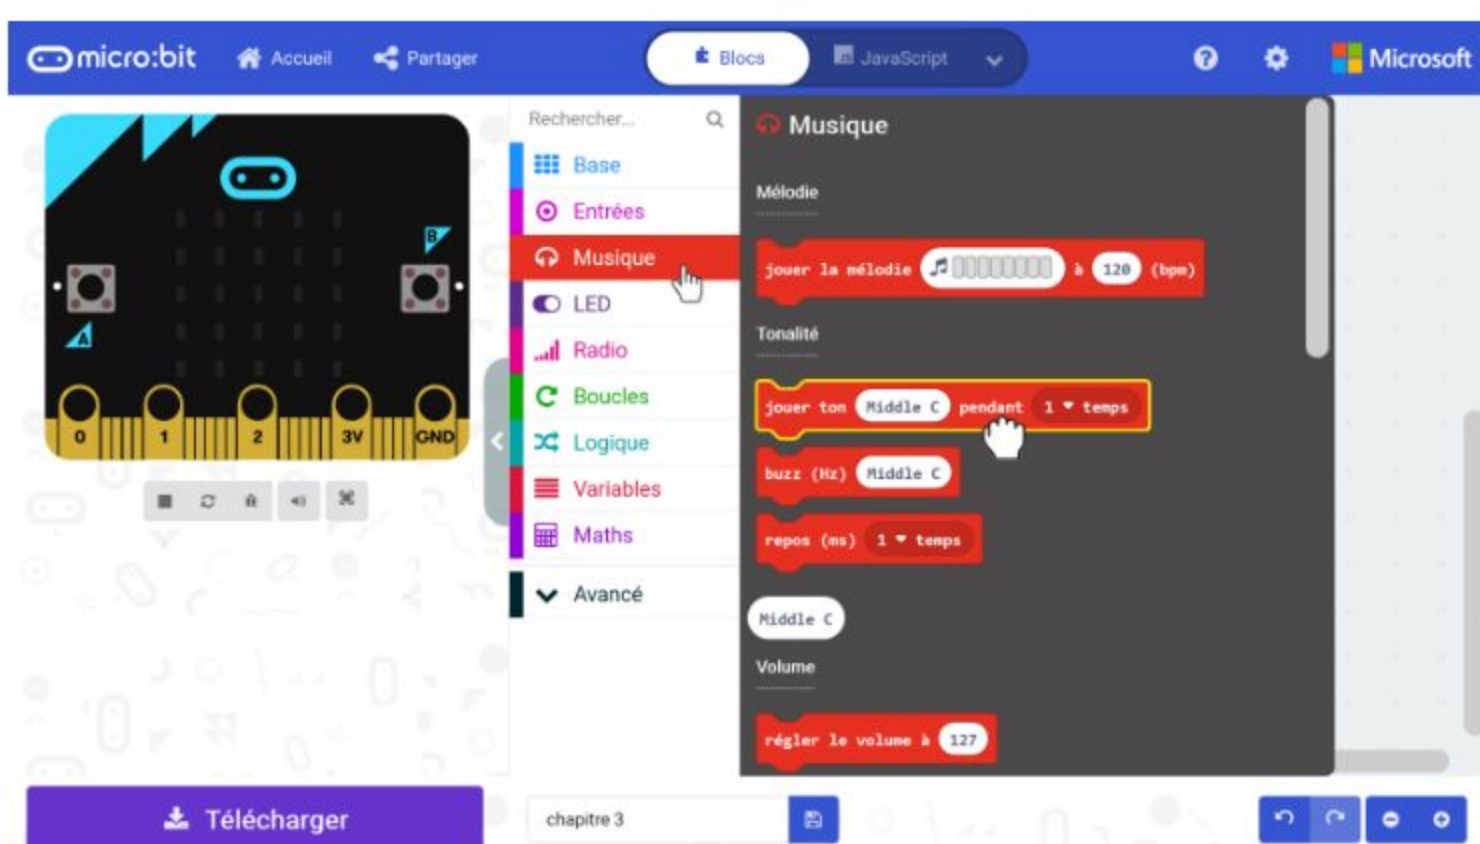 micro:bit Accueil Partager Blocs JavaScript Microsoft
Rechercher...
Base
Entrées
Musique
LED
Radio
Boucles
Logique
Variables
Maths
Avancé
Musique
Mélodie
jouer la mélodie à 120 (bpm)
Tonalité
jouer ton Middle C pendant 1 temps
buzz (Hz) Middle C
repos (ms) 1 temps
Middle C
Volume
régler le volume à 127
B
A
0 1 2 3V GND
Télécharger
chapitre 3